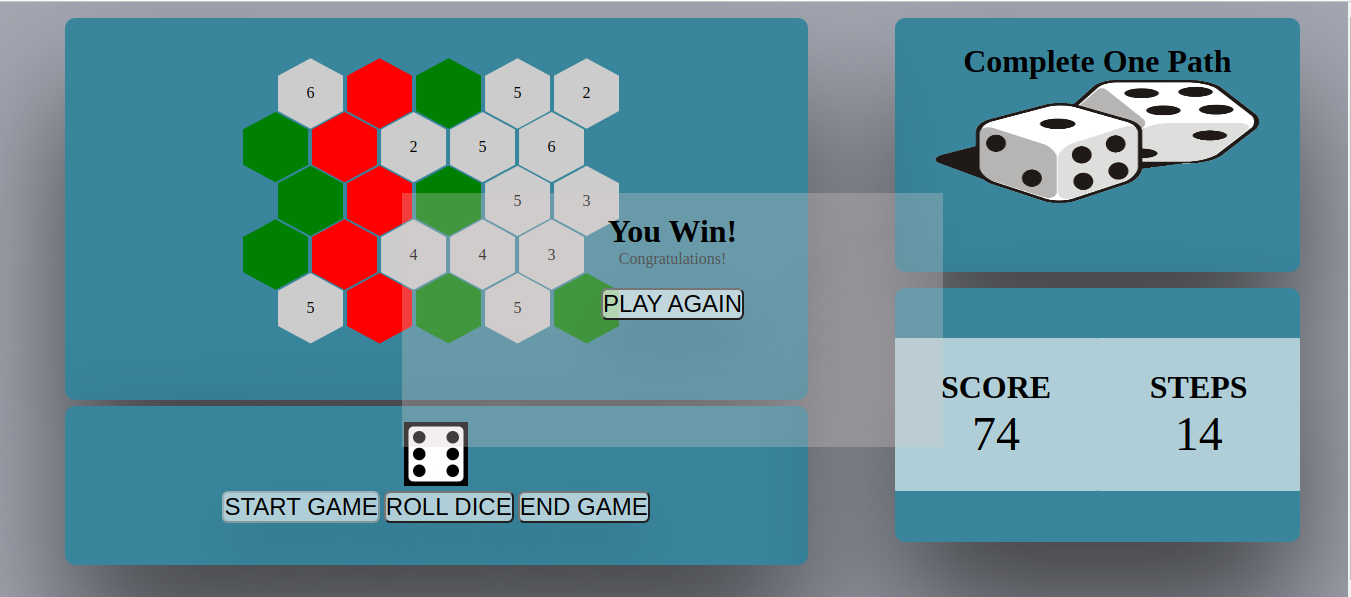 6 5 2
2 5 6
5 3
4 4 3
5 5
You Win!
Congratulations!
PLAY AGAIN
START GAME ROLL DICE END GAME
Complete One Path
SCORE STEPS
74 14